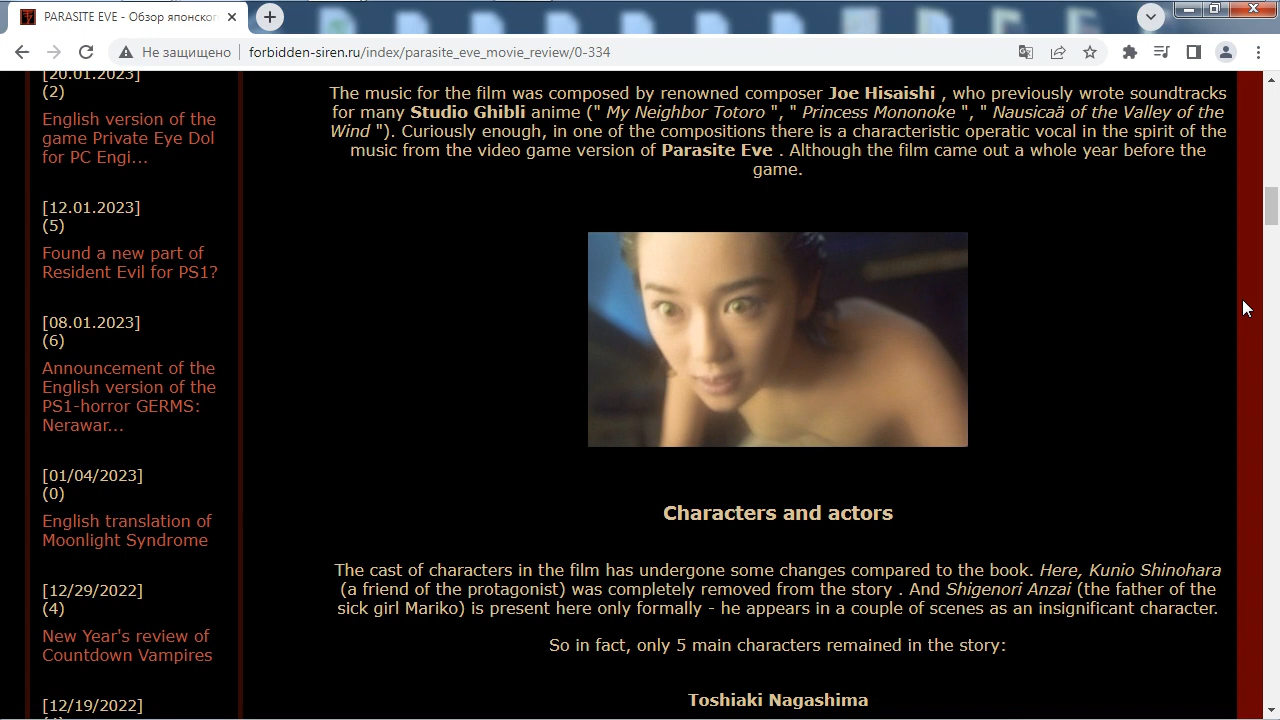 PARASITE EVE - Обзор японског
Не защищено
forbidden-siren.ru/index/parasite_eve_movie_review/0-334
[20.01.2023]
(2)
English version of the
game Private Eye Dol
for PC Engi...
[12.01.2023]
(5)
Found a new part of
Resident Evil for PS1?
[08.01.2023]
(6)
Announcement of the
English version of the
PS1-horror GERMS:
Nerawar...
[01/04/2023]
(0)
English translation of
Moonlight Syndrome
[12/29/2022]
(4)
New Year's review of
Countdown Vampires
[12/19/2022]
The music for the film was composed by renowned composer Joe Hisaishi , who previously wrote soundtracks
for many Studio Ghibli anime (" My Neighbor Totoro ", " Princess Mononoke ", " Nausicaä of the Valley of the
Wind "). Curiously enough, in one of the compositions there is a characteristic operatic vocal in the spirit of the
music from the video game version of Parasite Eve . Although the film came out a whole year before the
game.
Characters and actors
The cast of characters in the film has undergone some changes compared to the book. Here, Kunio Shinohara
(a friend of the protagonist) was completely removed from the story . And Shigenori Anzai (the father of the
sick girl Mariko) is present here only formally - he appears in a couple of scenes as an insignificant character.
So in fact, only 5 main characters remained in the story:
Toshiaki Nagashima